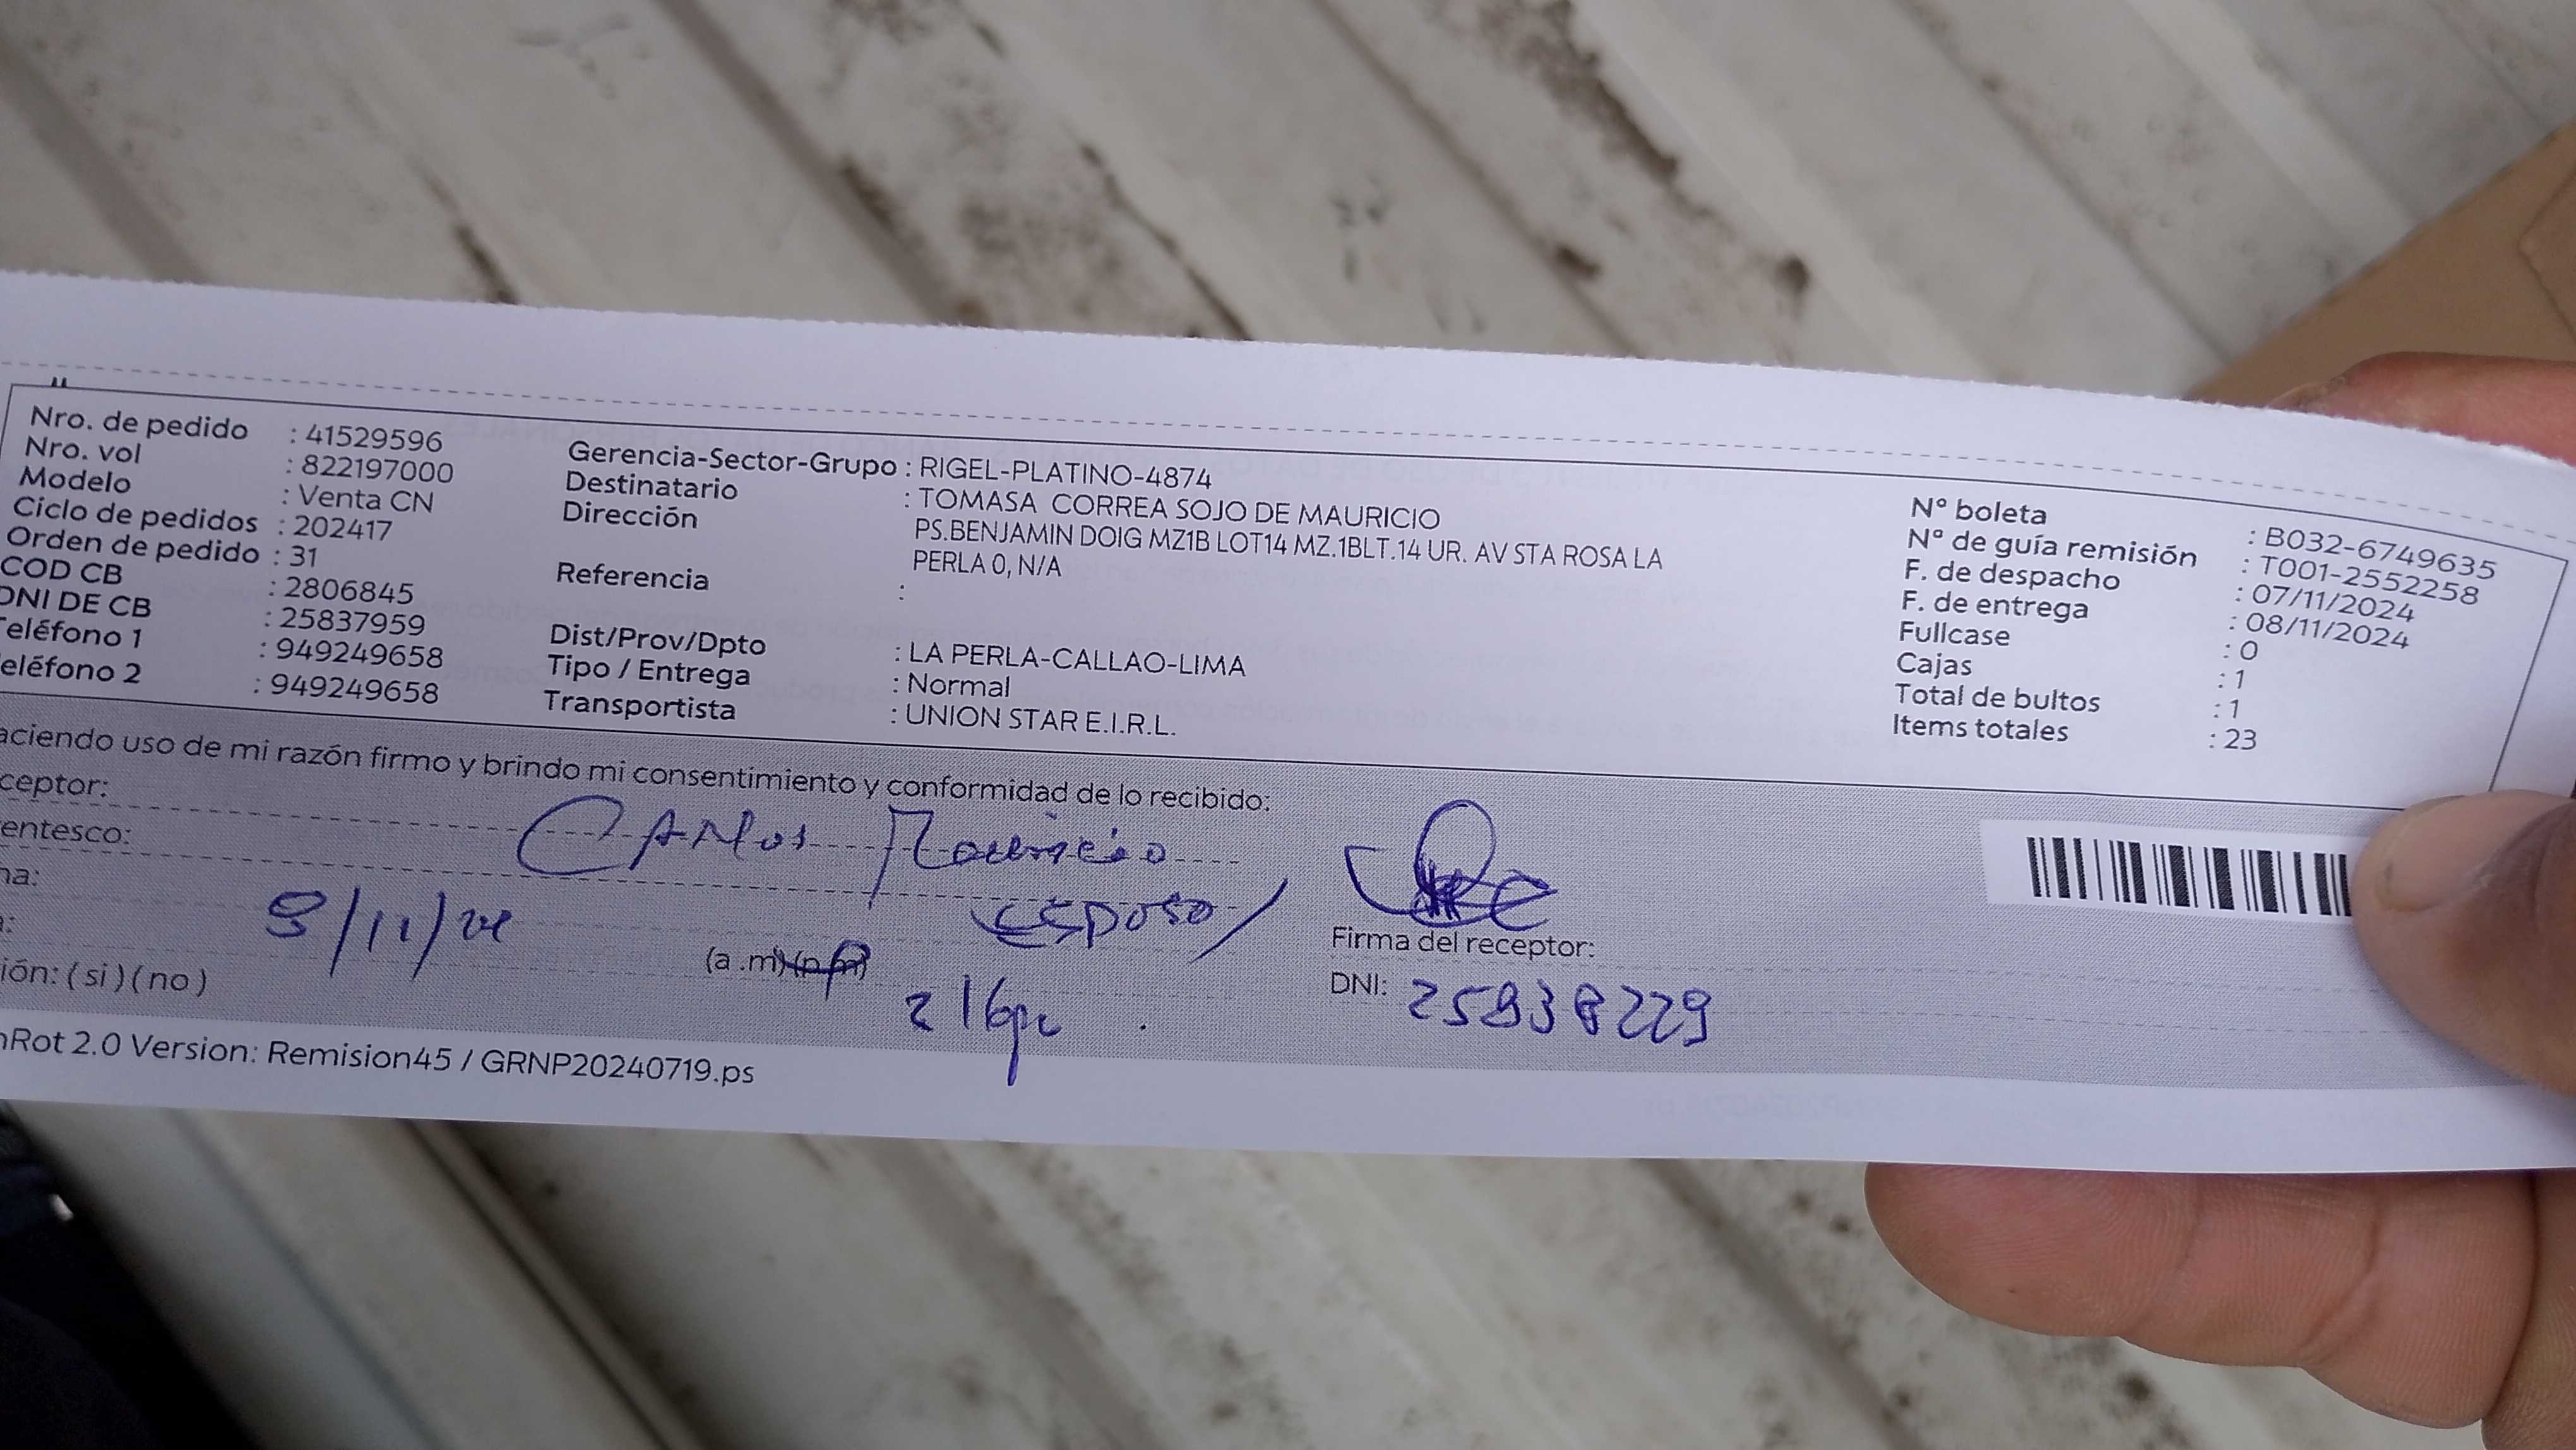 Nro. de pedido : 41529596
Nro. vol : 822197000
Modelo : Venta CN
Ciclo de pedidos : 202417
Orden de pedido : 31
COD CB : 2806845
DNI DE CB : 25837959
Teléfono 1 : 949249658
eléfono 2 : 949249658
Gerencia-Sector-Grupo : RIGEL-PLATINO-4874
Destinatario : TOMASA CORREA SOJO DE MAURICIO
Dirección PS.BENJAMIN DOIG MZ1B LOT14 MZ.1BLT.14 UR. AV STA ROSA LA
PERLA 0, N/A
Referencia :
Dist/Prov/Dpto : LA PERLA-CALLAO-LIMA
Tipo / Entrega : Normal
Transportista : UNION STAR E.I.R.L.
N° boleta : B032-6749635
N° de guía remisión : T001-2552258
F. de despacho : 07/11/2024
F. de entrega : 08/11/2024
Fullcase : 0
Cajas : 1
Total de bultos : 1
Items totales : 23
aciendo uso de mi razón firmo y brindo mi consentimiento y conformidad de lo recibido:
ceptor: CARlos Mauricio
entesco: esposo
na: 8/11/24
a: (a .m) (p.m)
Firma del receptor:
ión: ( si ) ( no )
DNI: 25838229
nRot 2.0 Version: Remision45 / GRNP20240719.ps